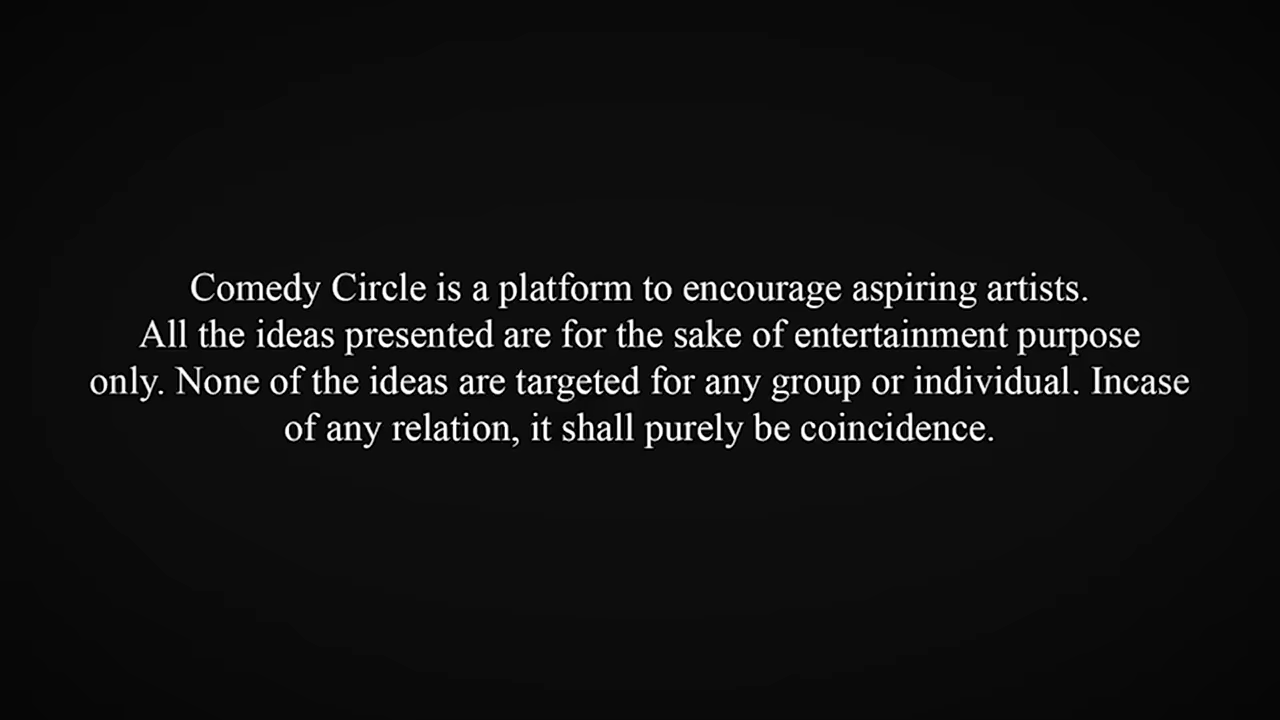 Comedy Circle is a platform to encourage aspiring artists.
All the ideas presented are for the sake of entertainment purpose
only. None of the ideas are targeted for any group or individual. Incase
of any relation, it shall purely be coincidence.